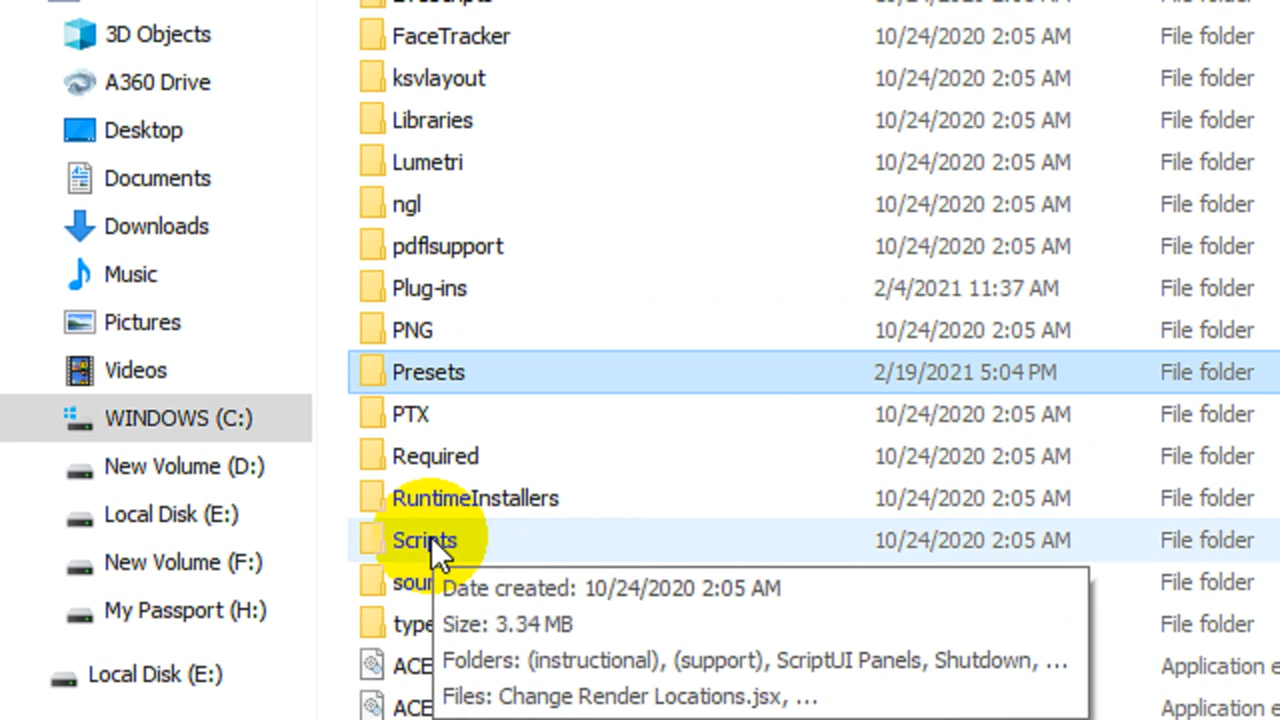 3D Objects
A360 Drive
Desktop
Documents
Downloads
Music
Pictures
Videos
WINDOWS (C:)
New Volume (D:)
Local Disk (E:)
New Volume (F:)
My Passport (H:)
Local Disk (E:)
FaceTracker 10/24/2020 2:05 AM File folder
ksvlayout 10/24/2020 2:05 AM File folder
Libraries 10/24/2020 2:05 AM File folder
Lumetri 10/24/2020 2:05 AM File folder
ngl 10/24/2020 2:05 AM File folder
pdflsupport 10/24/2020 2:05 AM File folder
Plug-ins 2/4/2021 11:37 AM File folder
PNG 10/24/2020 2:05 AM File folder
Presets 2/19/2021 5:04 PM File folder
PTX 10/24/2020 2:05 AM File folder
Required 10/24/2020 2:05 AM File folder
RuntimeInstallers 10/24/2020 2:05 AM File folder
Scripts 10/24/2020 2:05 AM File folder
File folder
type File folder
ACE Application
ACE Application
Date created: 10/24/2020 2:05 AM
Size: 3.34 MB
Folders: (instructional), (support), ScriptUI Panels, Shutdown, ...
Files: Change Render Locations.jsx, ...